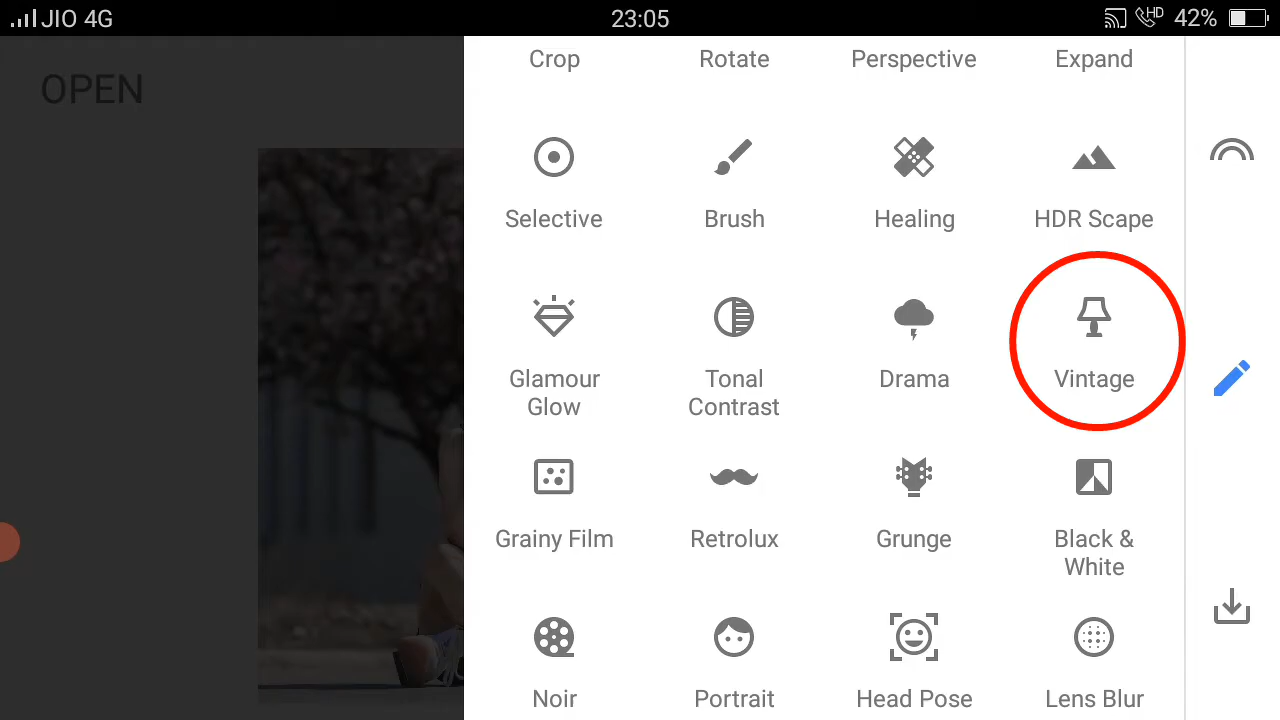 JIO 4G 23:05 HD 42%
OPEN
Crop Rotate Perspective Expand
Selective Brush Healing HDR Scape
Glamour Glow Tonal Contrast Drama Vintage
Grainy Film Retrolux Grunge Black & White
Noir Portrait Head Pose Lens Blur